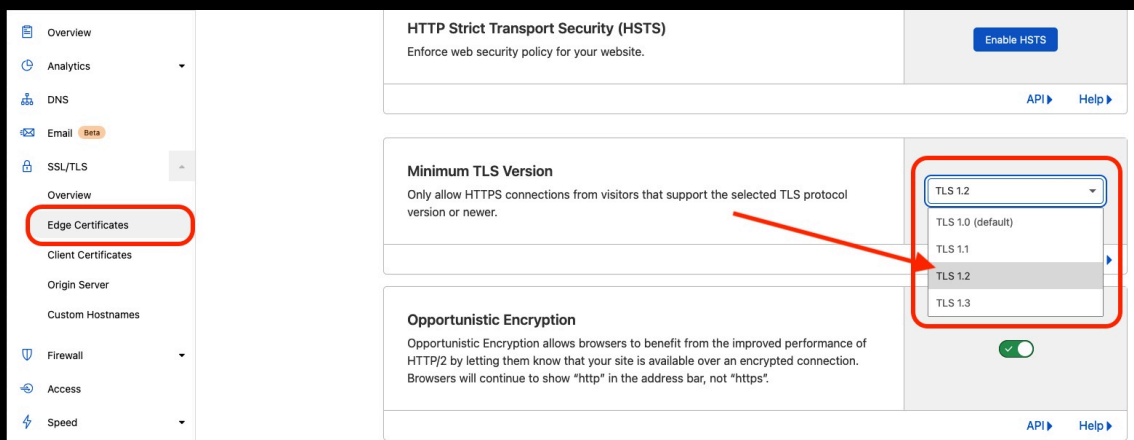 Overview
Analytics
DNS
Email Beta
SSL/TLS
Overview
Edge Certificates
Client Certificates
Origin Server
Custom Hostnames
Firewall
Access
Speed
HTTP Strict Transport Security (HSTS)
Enforce web security policy for your website.
Enable HSTS
API Help
Minimum TLS Version
Only allow HTTPS connections from visitors that support the selected TLS protocol
version or newer.
TLS 1.2
TLS 1.0 (default)
TLS 1.1
TLS 1.2
TLS 1.3
Opportunistic Encryption
Opportunistic Encryption allows browsers to benefit from the improved performance of
HTTP/2 by letting them know that your site is available over an encrypted connection.
Browsers will continue to show “http” in the address bar, not “https”.
API Help